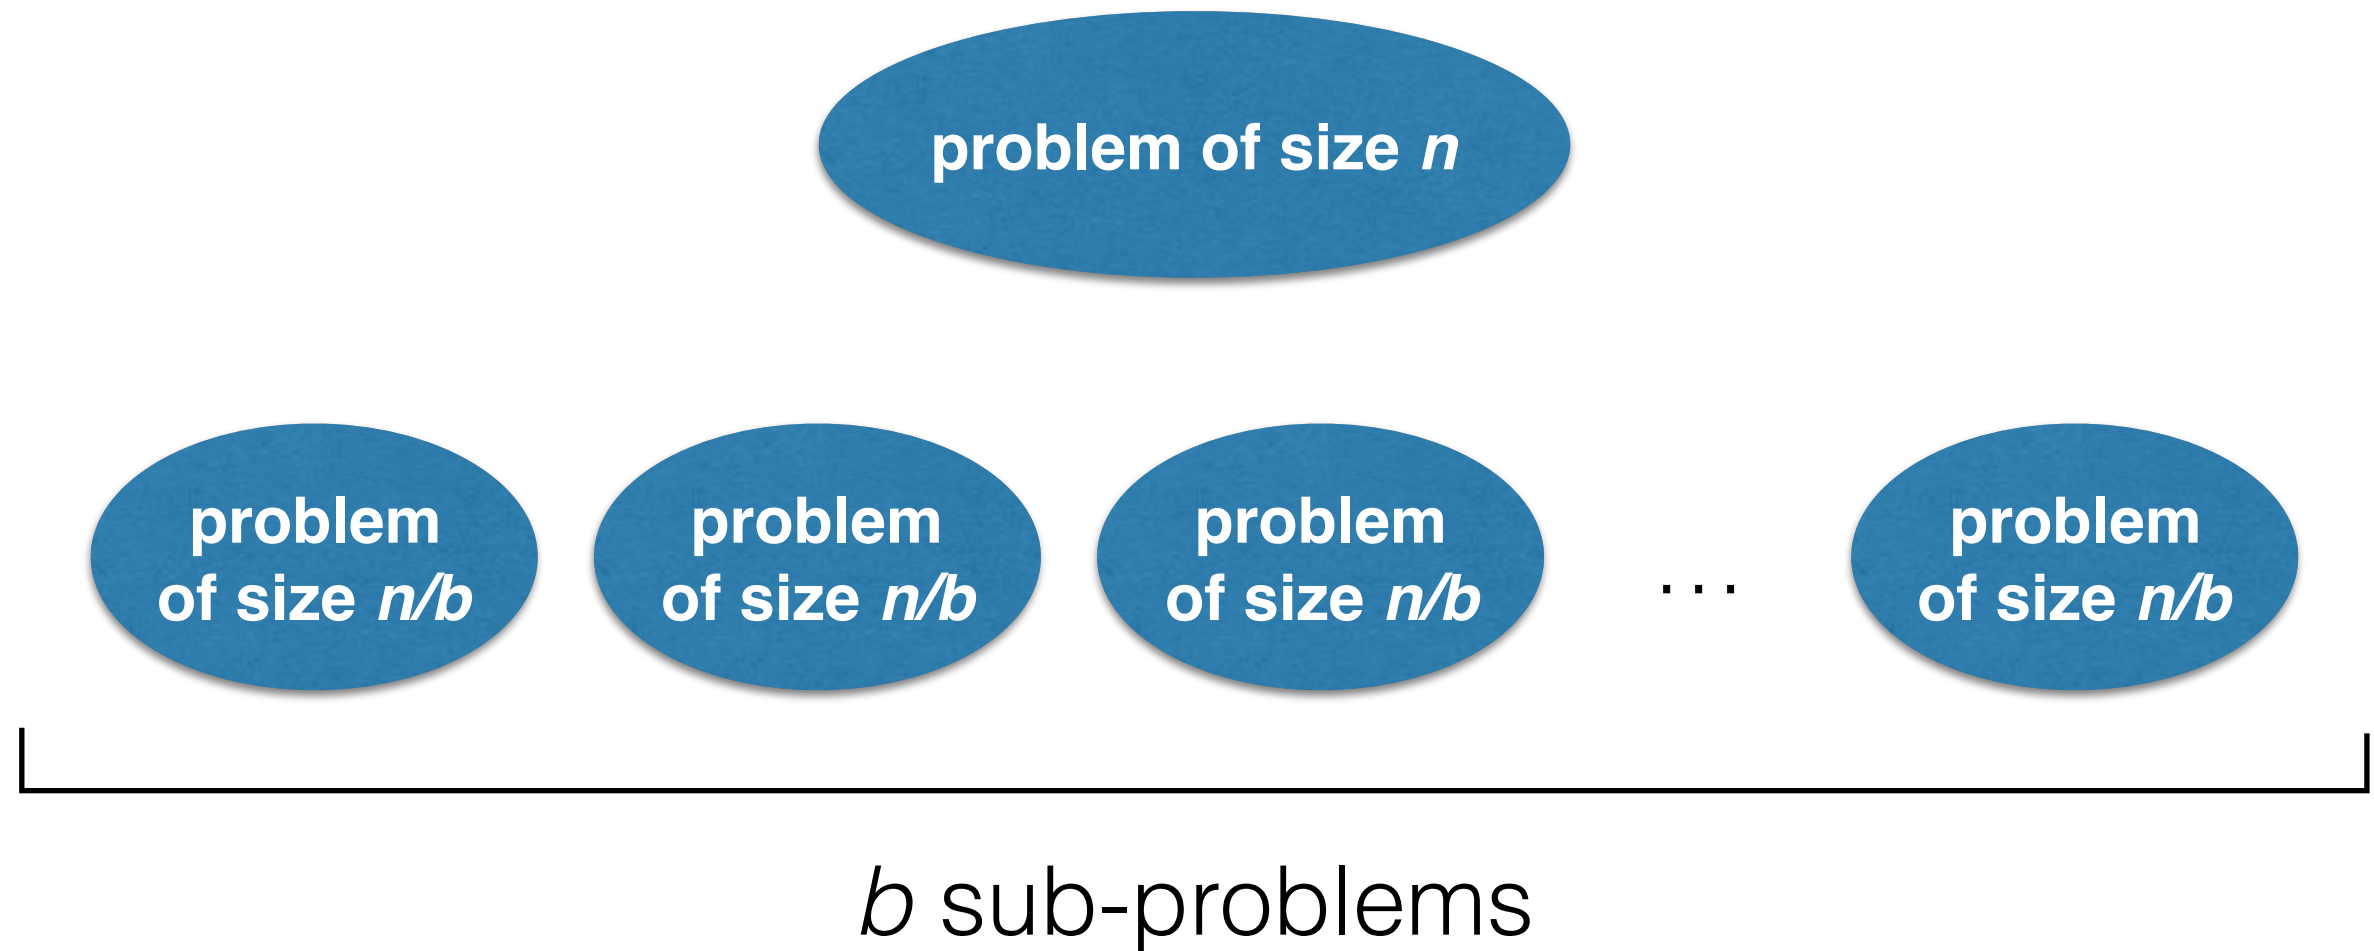 problem of size n
problem problem problem problem
of size n/b of size n/b of size n/b ... of size n/b
b sub-problems